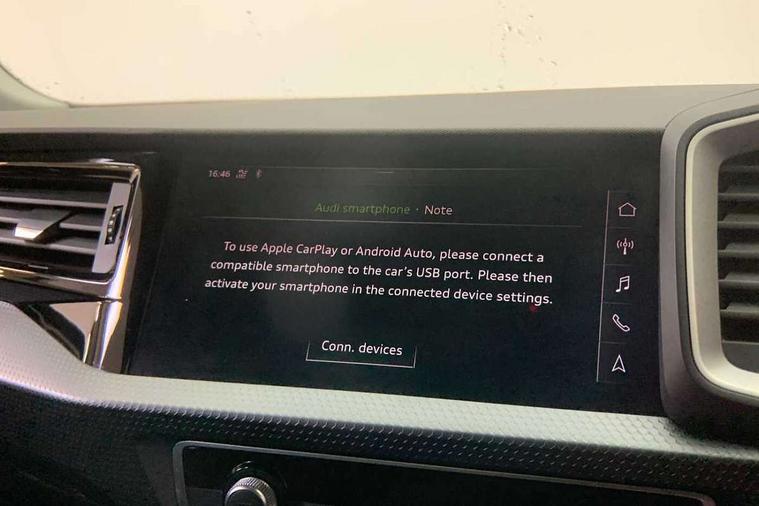 16:46
Audi smartphone · Note
To use Apple CarPlay or Android Auto, please connect a
compatible smartphone to the car's USB port. Please then
activate your smartphone in the connected device settings.
Conn. devices